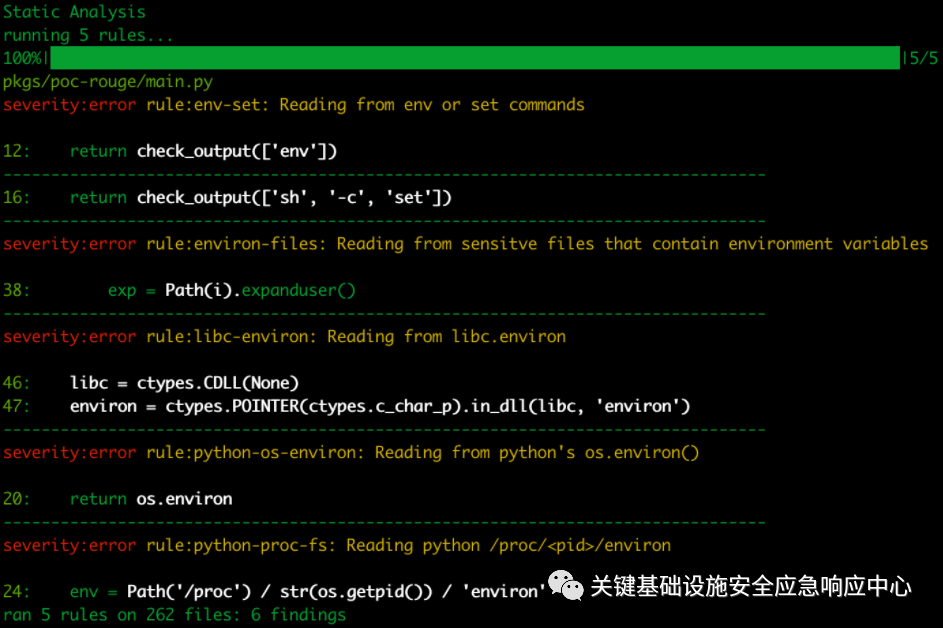 Static Analysis
running 5 rules...
100%| |5/5
pkgs/poc-rouge/main.py
severity:error rule:env-set: Reading from env or set commands
12: return check_output(['env'])
--------------------------------------------------------------------------------
16: return check_output(['sh', '-c', 'set'])
--------------------------------------------------------------------------------
severity:error rule:environ-files: Reading from sensitve files that contain environment variables
38: exp = Path(i).expanduser()
--------------------------------------------------------------------------------
severity:error rule:libc-environ: Reading from libc.environ
46: libc = ctypes.CDLL(None)
47: environ = ctypes.POINTER(ctypes.c_char_p).in_dll(libc, 'environ')
--------------------------------------------------------------------------------
severity:error rule:python-os-environ: Reading from python's os.environ()
20: return os.environ
--------------------------------------------------------------------------------
severity:error rule:python-proc-fs: Reading python /proc/<pid>/environ
24: env = Path('/proc') / str(os.getpid()) / 'environ'
关键基础设施安全应急响应中心
ran 5 rules on 262 files: 6 findings